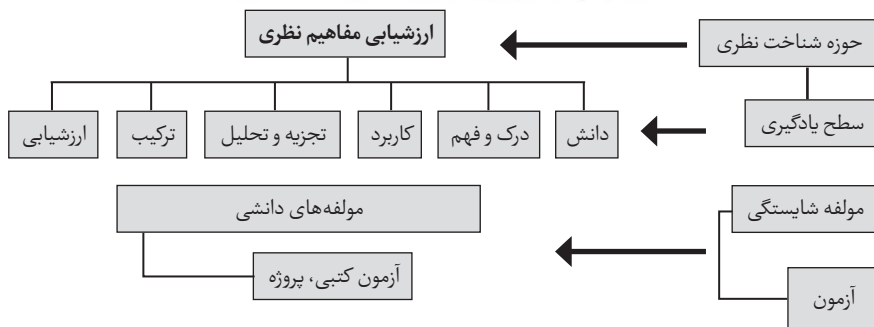 ارزشیابی مفاهیم نظری
حوزه شناخت نظری
دانش
درک و فهم
کاربرد
تجزیه و تحلیل
ترکیب
ارزشیابی
سطح یادگیری
مولفه‌های دانشی
مولفه شایستگی
آزمون کتبی، پروژه
آزمون